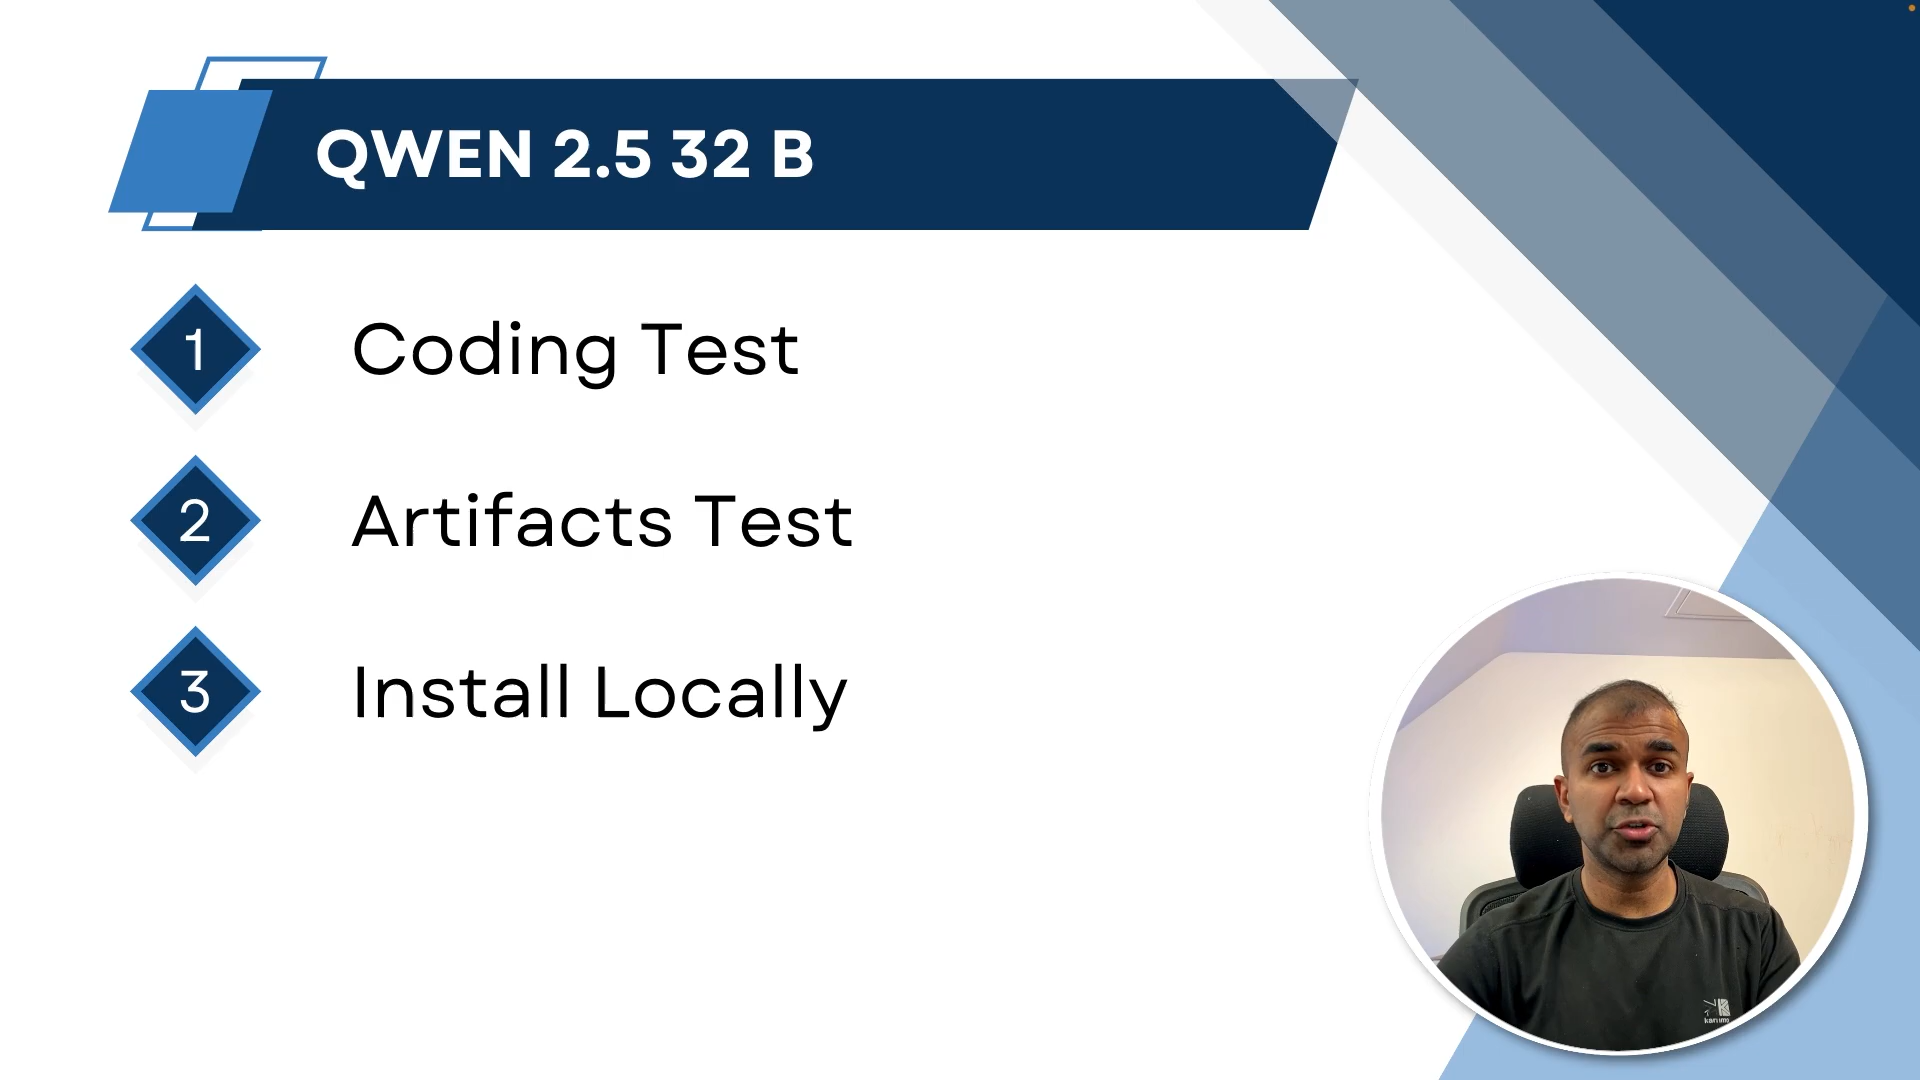 QWEN 2.5 32 B
1 Coding Test
2 Artifacts Test
3 Install Locally